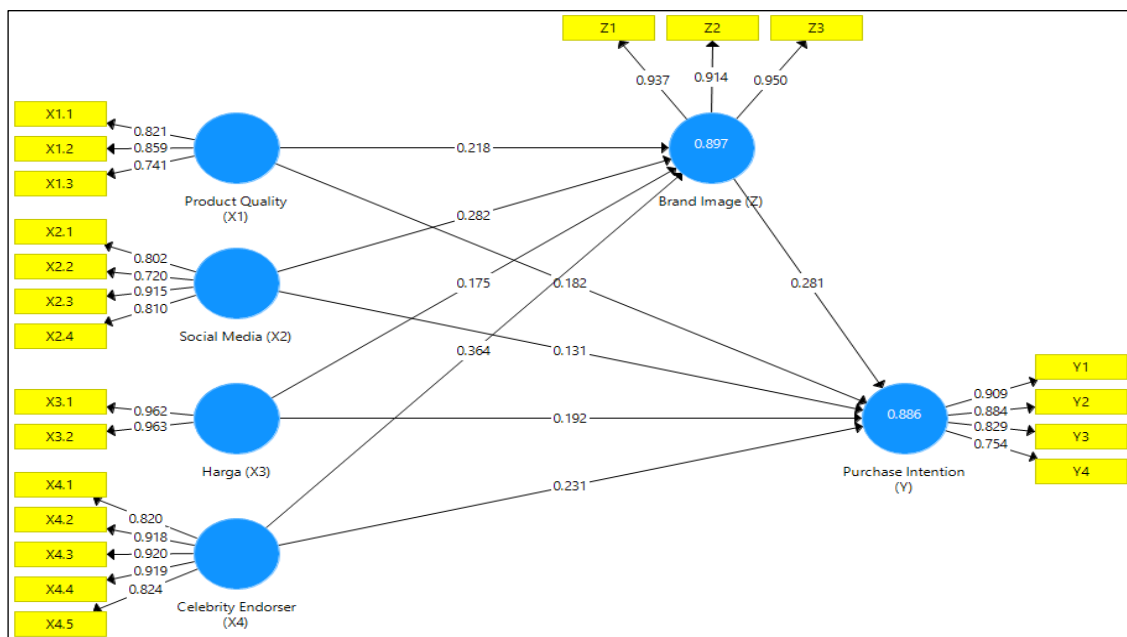 Z1
Z2
Z3
0.937
0.914
0.950
X1.1
X1.2
X1.3
0.821
0.859
0.741
Product Quality
(X1)
0.218
0.897
Brand Image (Z)
X2.1
X2.2
X2.3
X2.4
0.802
0.720
0.915
0.810
Social Media (X2)
0.282
0.175
0.182
0.281
0.364
0.131
X3.1
X3.2
0.962
0.963
Harga (X3)
0.192
0.886
Purchase Intention
(Y)
0.909
0.884
0.829
0.754
Y1
Y2
Y3
Y4
X4.1
X4.2
X4.3
X4.4
X4.5
0.820
0.918
0.920
0.919
0.824
Celebrity Endorser
(X4)
0.231